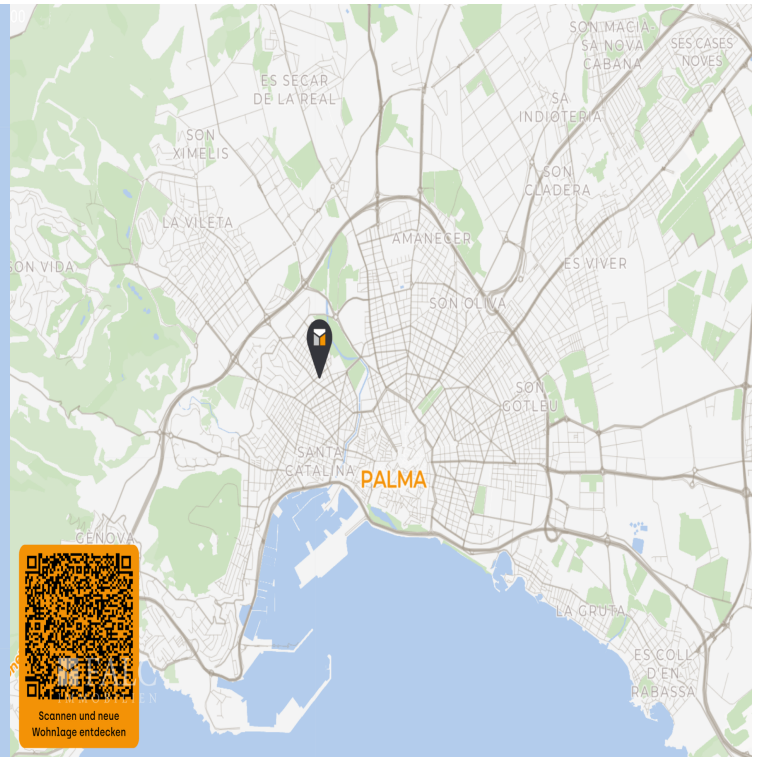 SON MACIÀ-
SA NOVA
CABANA
SES CASES
NOVES
ES SECAR
DE LA REAL
SA
INDIOTERIA
SON
XIMELIS
SON
CLADERA
LA VILETA
AMANECER
SON VIDA
ES VIVER
SON OLIVA
SON
GOTLEU
SANTA
CATALINA
PALMA
GÉNOVA
LA GRUTA
ES COLL
D'EN
RABASSA
IMMOBILIEN
Scannen und neue
Wohnlage entdecken